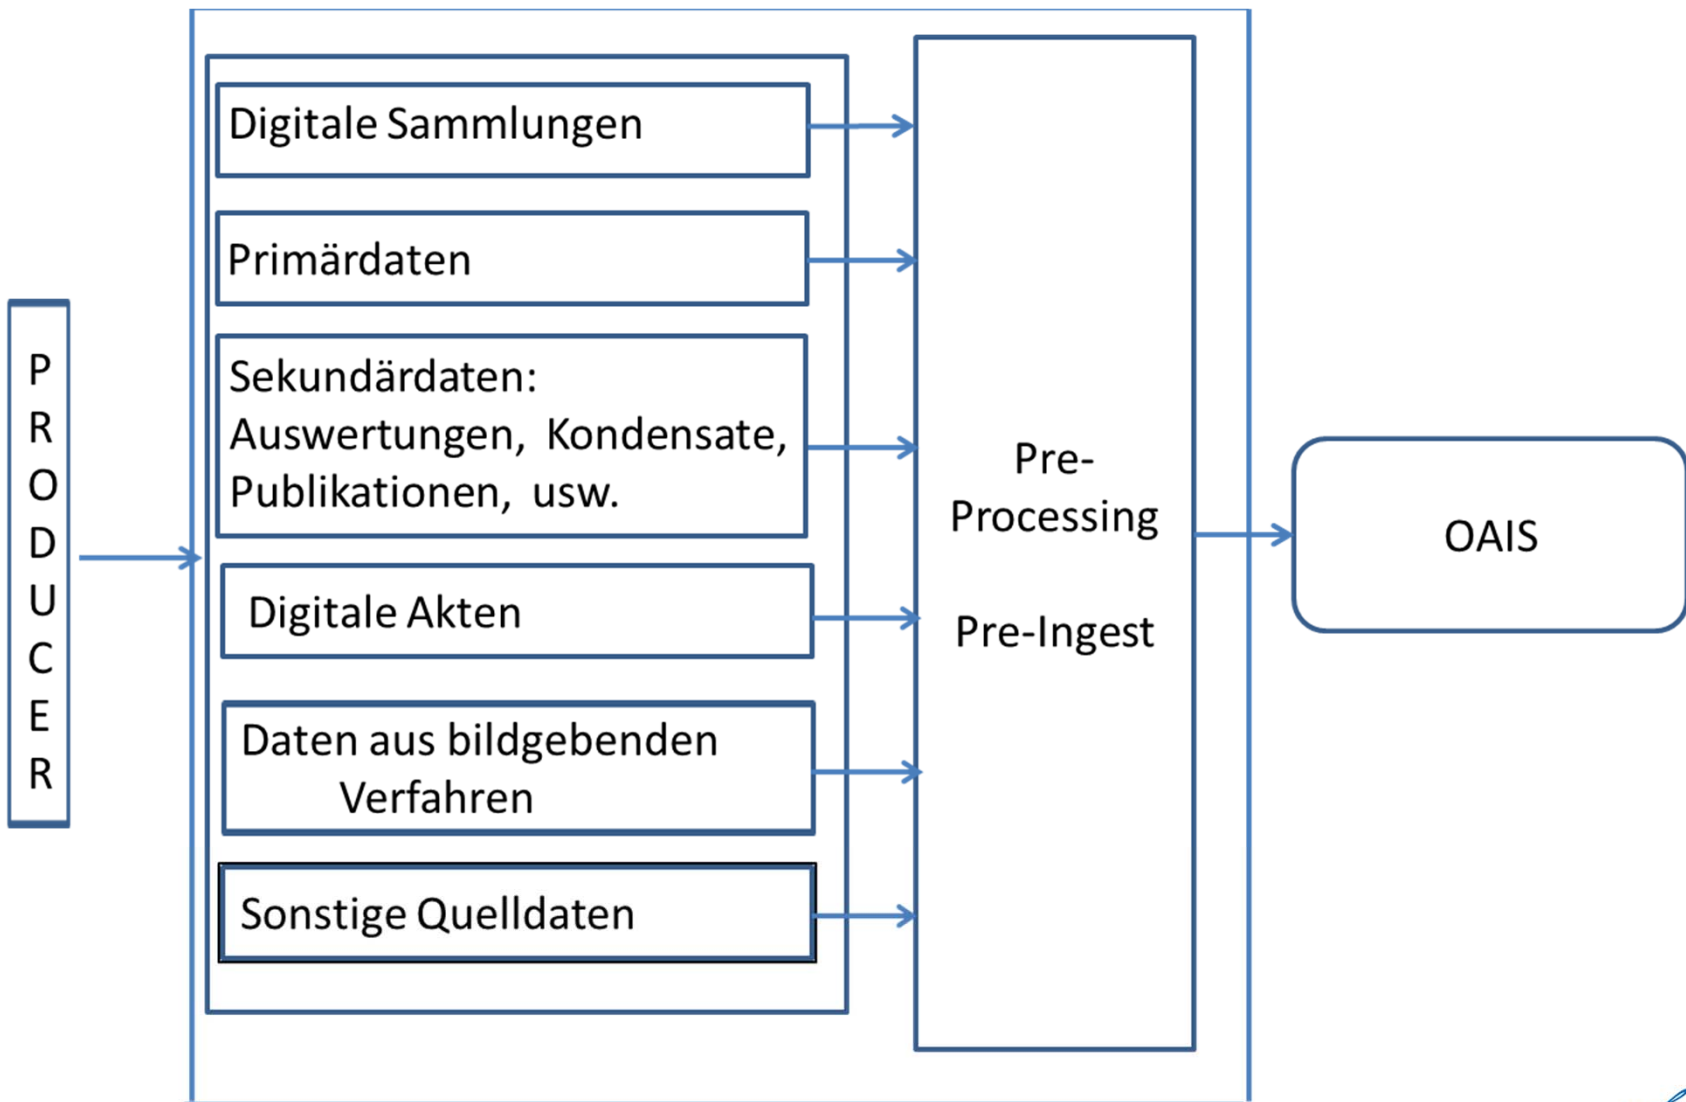 P
R
O
D
U
C
E
R
Digitale Sammlungen
Primärdaten
Sekundärdaten:
Auswertungen, Kondensate,
Publikationen, usw.
Digitale Akten
Daten aus bildgebenden
Verfahren
Sonstige Quelldaten
Pre-
Processing
Pre-Ingest
OAIS